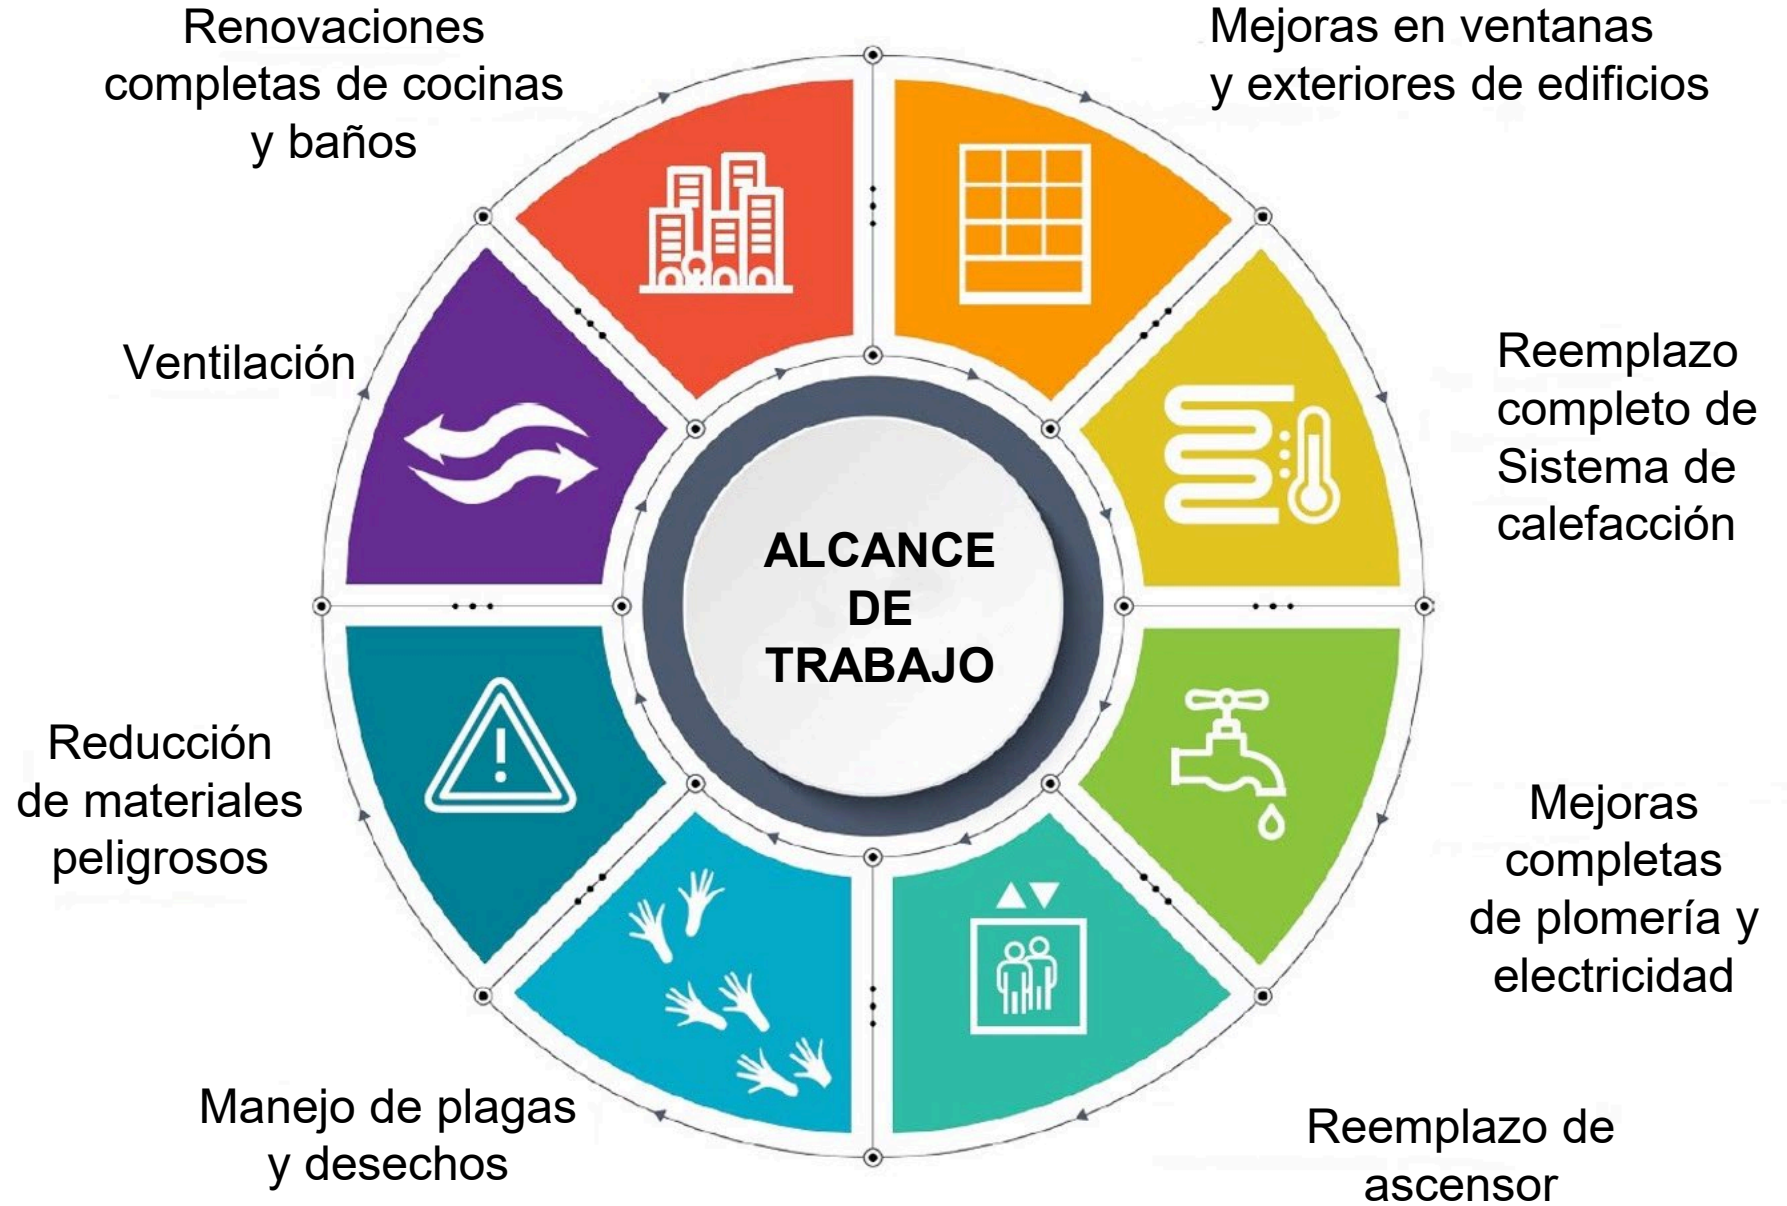 Renovaciones
completas de cocinas
y baños
Mejoras en ventanas
y exteriores de edificios
Ventilación
Reemplazo
completo de
Sistema de
calefacción
ALCANCE
DE
TRABAJO
Reducción
de materiales
peligrosos
Mejoras
completas
de plomería y
electricidad
Manejo de plagas
y desechos
Reemplazo de
ascensor